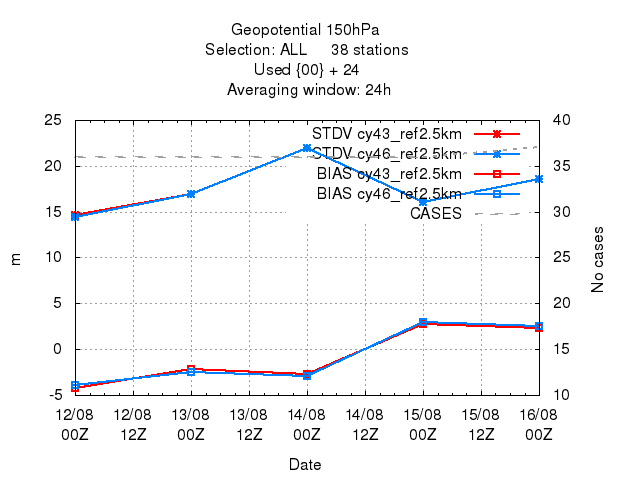 Geopotential 150hPa
Selection: ALL 38 stations
Used {00} + 24
Averaging window: 24h
25 40
STDV cy43_ref2.5km
STDV cy46_ref2.5km
20 35
BIAS cy43_ref2.5km
BIAS cy46_ref2.5km
15 30
CASES
10 25
m No cases
5 20
0 15
-5 10
12/08 12/08 13/08 13/08 14/08 14/08 15/08 15/08 16/08
00Z 12Z 00Z 12Z 00Z 12Z 00Z 12Z 00Z
Date